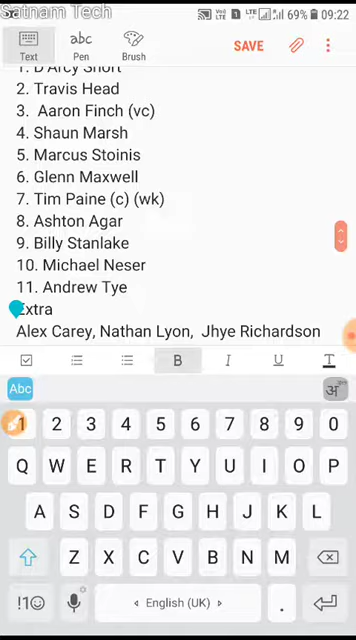 Satnam Tech
LTE 1 LTE 69% 09:22
Text
abc
Pen
Brush
SAVE
1. D'Arcy Short
2. Travis Head
3. Aaron Finch (vc)
4. Shaun Marsh
5. Marcus Stoinis
6. Glenn Maxwell
7. Tim Paine (c) (wk)
8. Ashton Agar
9. Billy Stanlake
10. Michael Neser
11. Andrew Tye
Extra
Alex Carey, Nathan Lyon, Jhye Richardson
B I U T
Abc अ
1 2 3 4 5 6 7 8 9 0
Q W E R T Y U I O P
A S D F G H J K L
Z X C V B N M
!1☺ English (UK) .